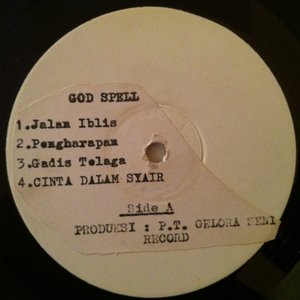 GOD SPELL
1.Jalan Iblis
2.Pengharapan
3.Gadis Telaga
4.CINTA DALAM SYAIR
Side A
PRODUKSI : P.T. GELORA SENI
RECORD